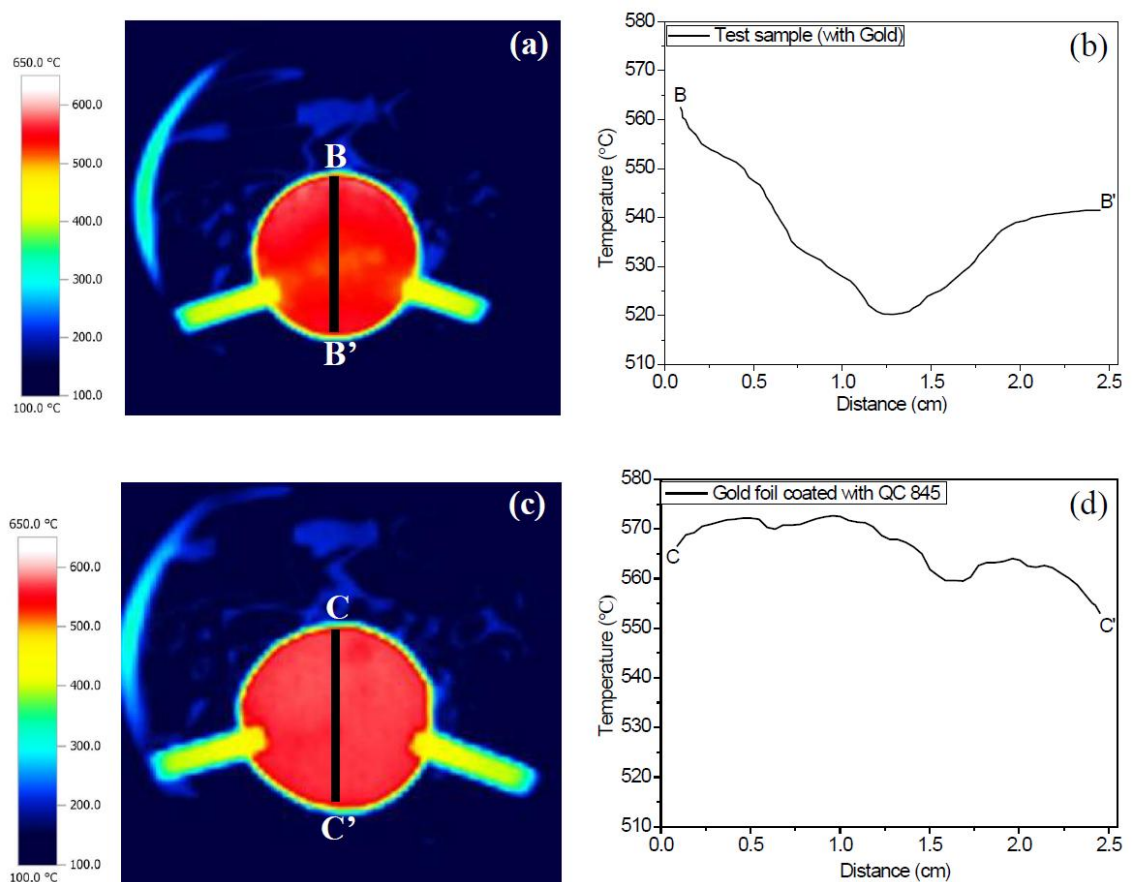 (a)
650.0 °C
600.0
500.0
400.0
300.0
200.0
100.0
100.0 °C
B
B'
(b)
Test sample (with Gold)
Temperature (°C)
580
570
560
550
540
530
520
510
B
B'
0.0 0.5 1.0 1.5 2.0 2.5
Distance (cm)
(c)
650.0 °C
600.0
500.0
400.0
300.0
200.0
100.0
100.0 °C
C
C'
(d)
Gold foil coated with QC 845
Temperature (°C)
580
570
560
550
540
530
520
510
C
C'
0.0 0.5 1.0 1.5 2.0 2.5
Distance (cm)